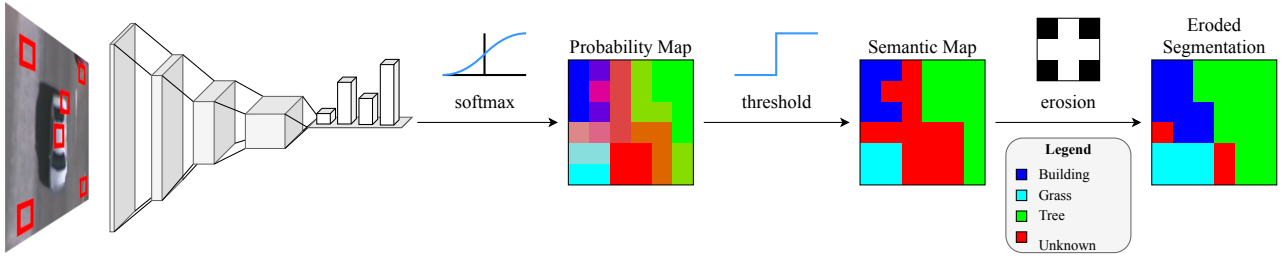 softmax
Probability Map
threshold
Semantic Map
erosion
Eroded
Segmentation
Legend
Building
Grass
Tree
Unknown